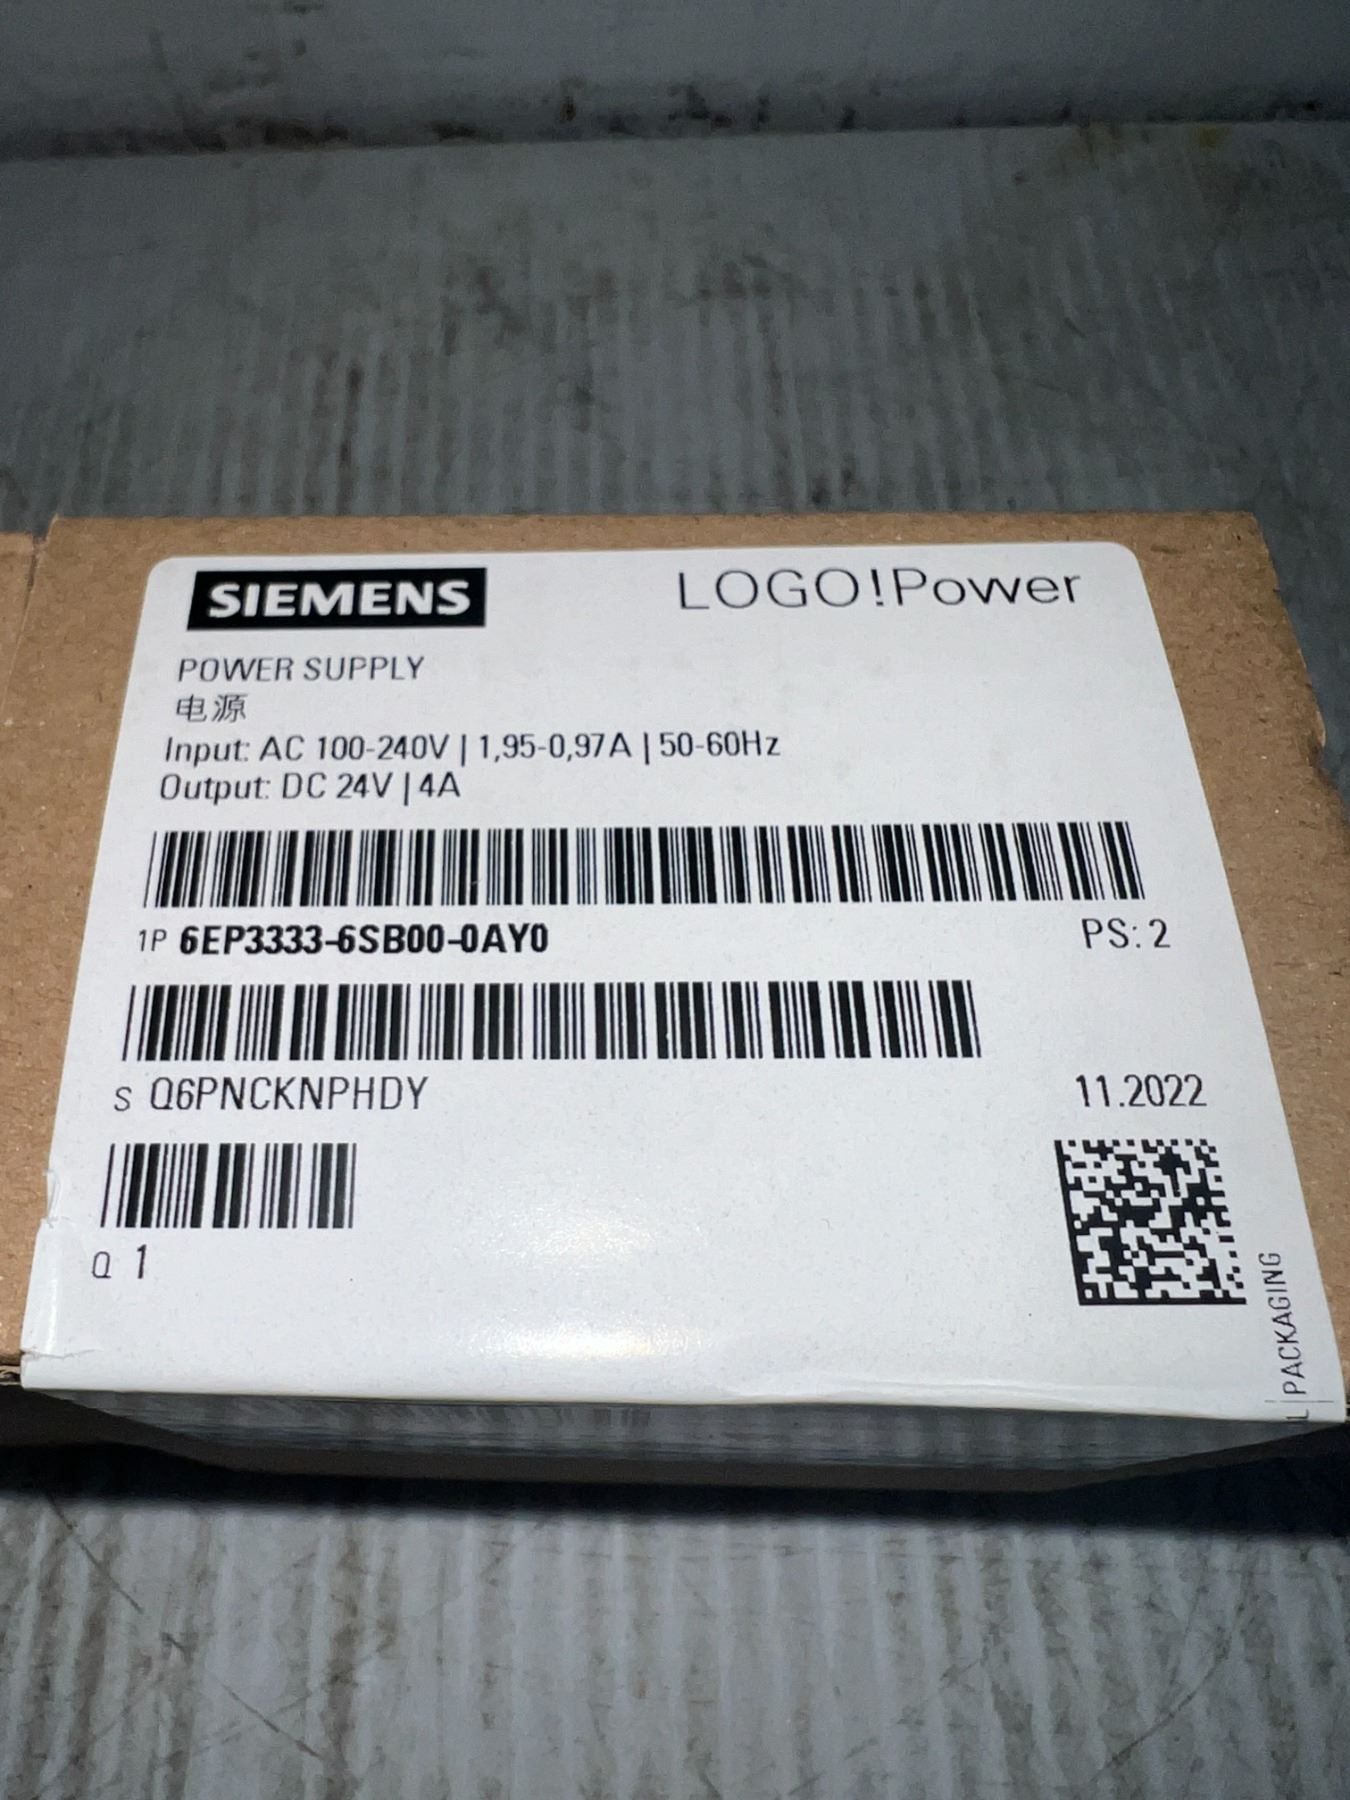 SIEMENS
LOGO!Power
POWER SUPPLY
电源
Input: AC 100-240V | 1,95-0,97A | 50-60Hz
Output: DC 24V | 4A
1P 6EP3333-6SB00-0AY0
PS: 2
S Q6PNCKNPHDY
11.2022
Q 1
L | PACKAGING